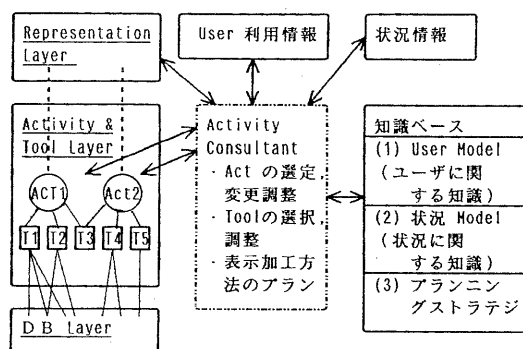 Representation
Layer
User 利用情報
状況情報
Activity &
Tool Layer
ACT1
Act2
T1
T2
T3
T4
T5
DB Layer
Activity
Consultant
・Act の選定,
変更調整
・Toolの選択,
調整
・表示加工方
法のプラン
知識ベース
(1) User Model
(ユーザに関
する知識)
(2) 状況 Model
(状況に関
する知識)
(3) プランニン
グストラテジ